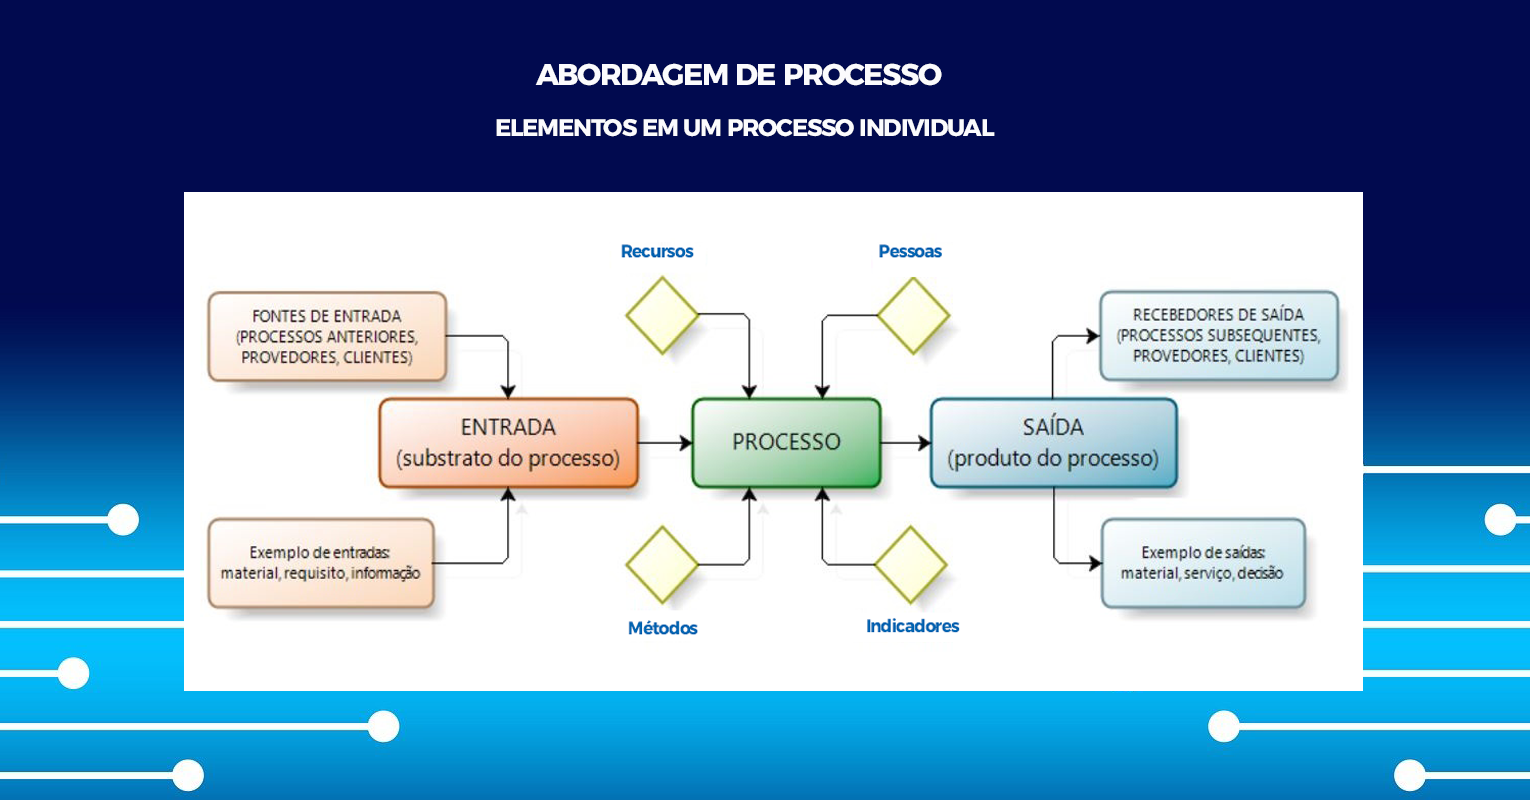 ABORDAGEM DE PROCESSO
ELEMENTOS EM UM PROCESSO INDIVIDUAL
Recursos
Pessoas
FONTES DE ENTRADA
(PROCESSOS ANTERIORES,
PROVEDORES, CLIENTES)
RECEBEDORES DE SAÍDA
(PROCESSOS SUBSEQUENTES,
PROVEDORES, CLIENTES)
ENTRADA
(substrato do processo)
PROCESSO
SAÍDA
(produto do processo)
Exemplo de entradas:
material, requisito, informação
Exemplo de saídas:
material, serviço, decisão
Métodos
Indicadores